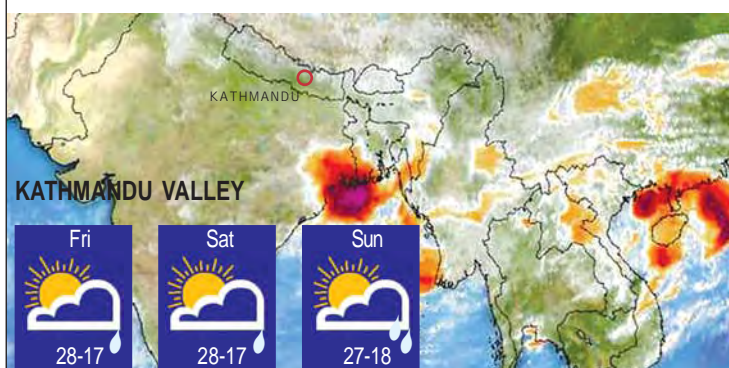 KATHMANDU
KATHMANDU VALLEY
Fri Sat Sun
28-17 28-17 27-18